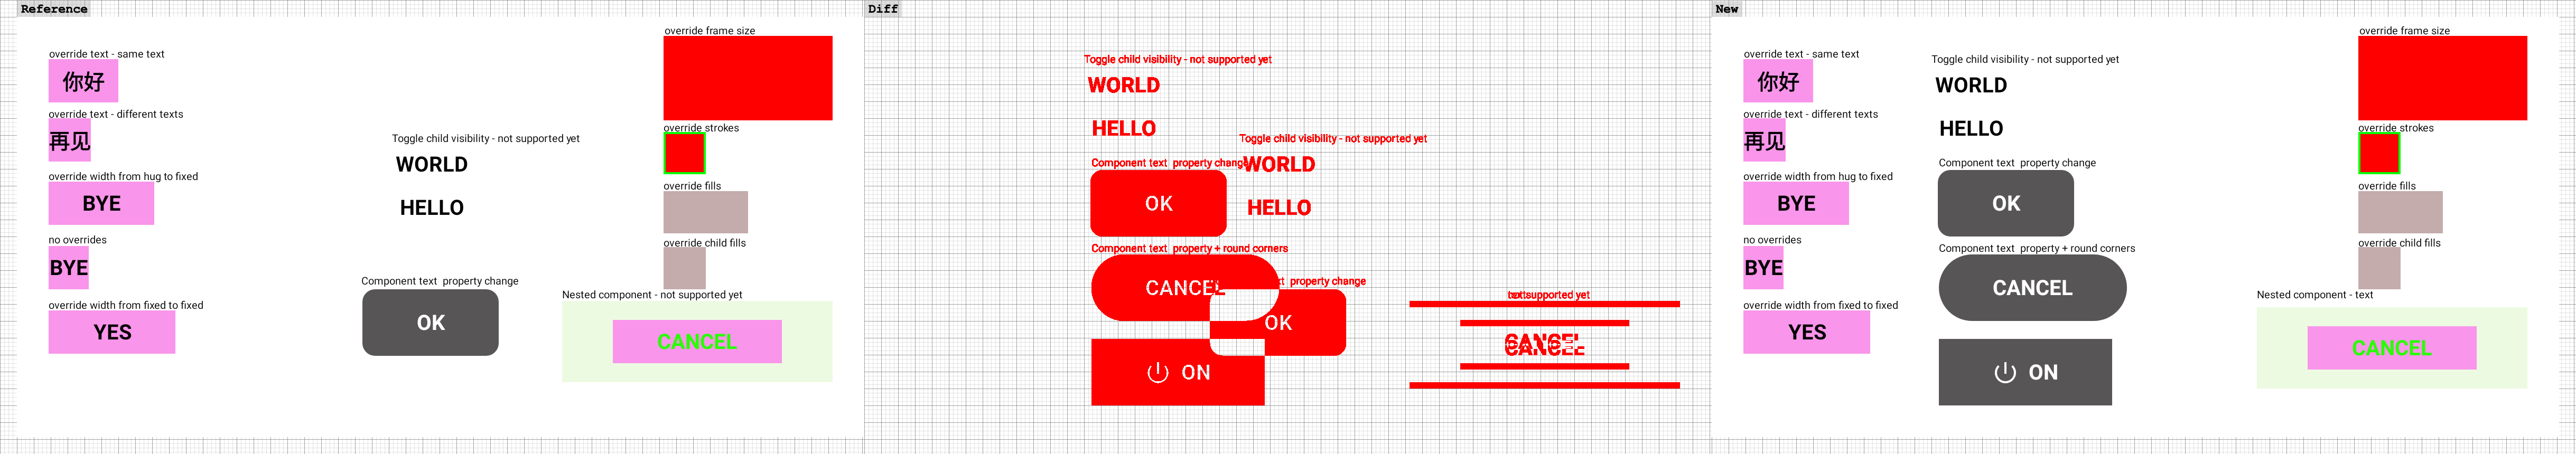 Reference
override text - same text
你好
override text - different texts
再见
override width from hug to fixed
BYE
no overrides
BYE
override width from fixed to fixed
YES
Toggle child visibility - not supported yet
WORLD
HELLO
Component text  property change
OK
override frame size
override strokes
override fills
override child fills
Nested component - not supported yet
CANCEL
Diff
Toggle child visibility - not supported yet
WORLD
HELLO
Toggle child visibility - not supported yet
WORLD
HELLO
Component text  property change
OK
Component text  property + round corners
CANCEL
property change
OK
ON
supported yet
CANCEL
New
override text - same text
你好
override text - different texts
再见
override width from hug to fixed
BYE
no overrides
BYE
override width from fixed to fixed
YES
Toggle child visibility - not supported yet
WORLD
HELLO
Component text  property change
OK
Component text  property + round corners
CANCEL
ON
override frame size
override strokes
override fills
override child fills
Nested component - text
CANCEL